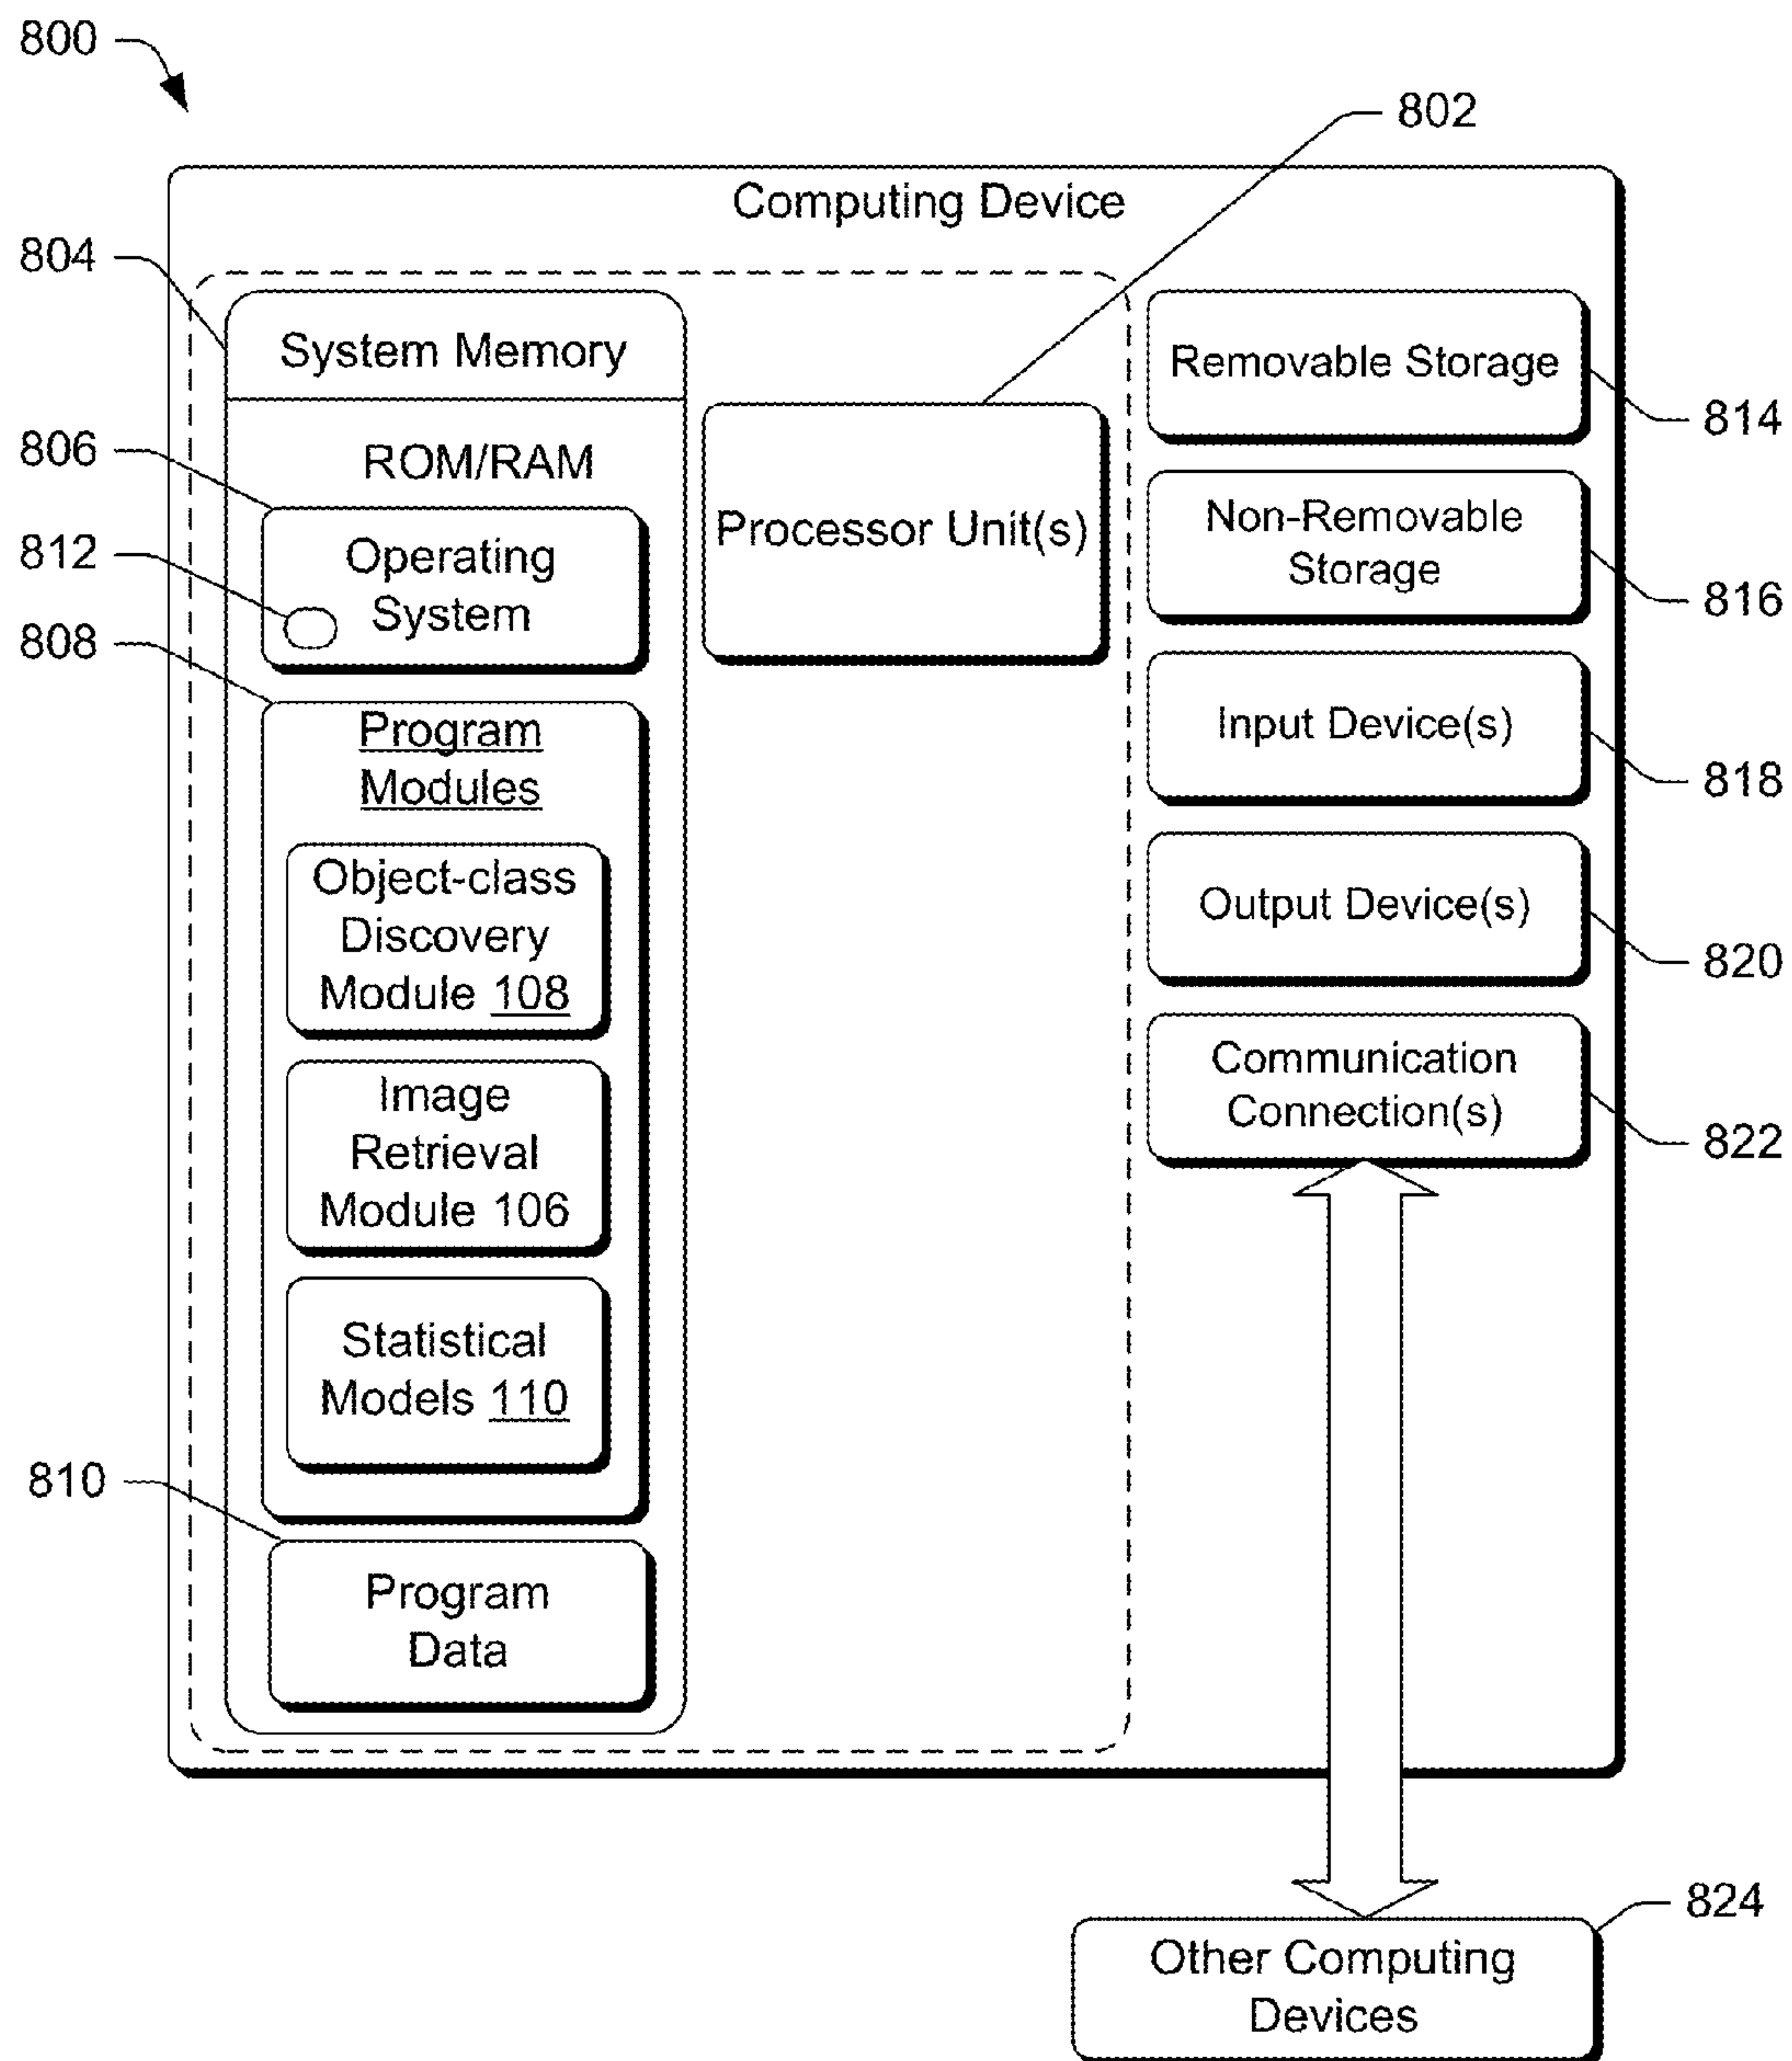 800
802
Computing Device
804
System Memory
ROM/RAM
806
Operating
System
812
808
Program
Modules
Object-class
Discovery
Module 108
Image
Retrieval
Module 106
Statistical
Models 110
810
Program
Data
Processor Unit(s)
Removable Storage
814
Non-Removable
Storage
816
Input Device(s)
818
Output Device(s)
820
Communication
Connection(s)
822
824
Other Computing
Devices